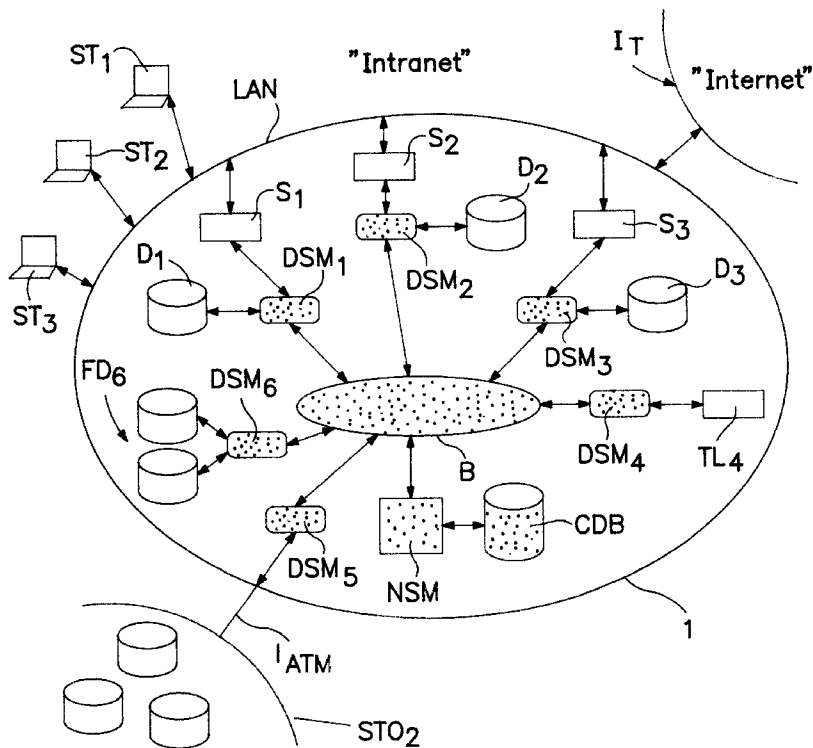 ST1
"Intranet"
IT
"Internet"
LAN
ST2
S2
D2
S1
S3
D1
DSM1
DSM2
D3
ST3
DSM3
FD6
DSM6
B
DSM4
TL4
CDB
DSM5
NSM
1
IATM
STO2